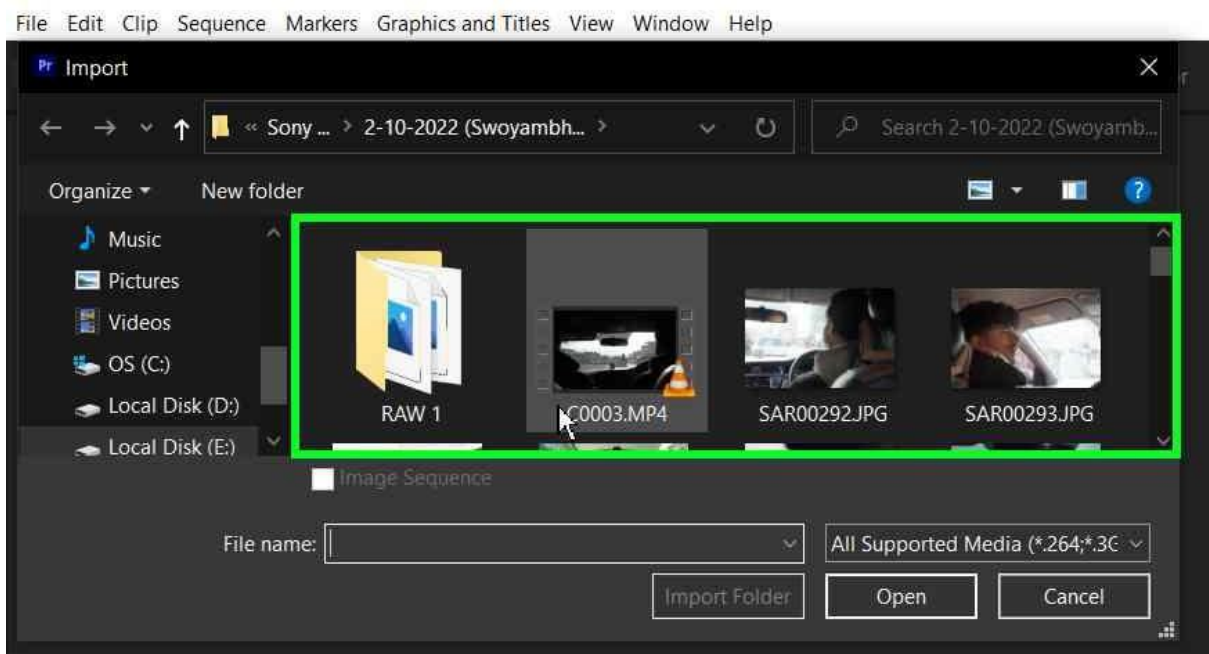 File Edit Clip Sequence Markers Graphics and Titles View Window Help
Pr Import
« Sony ... > 2-10-2022 (Swoyambh... >
Search 2-10-2022 (Swoyamb...
Organize New folder
?
Music
Pictures
Videos
OS (C:)
Local Disk (D:)
Local Disk (E:)
RAW 1 C0003.MP4 SAR00292.JPG SAR00293.JPG
Image Sequence
File name: All Supported Media (*.264;*.3G
Import Folder Open Cancel